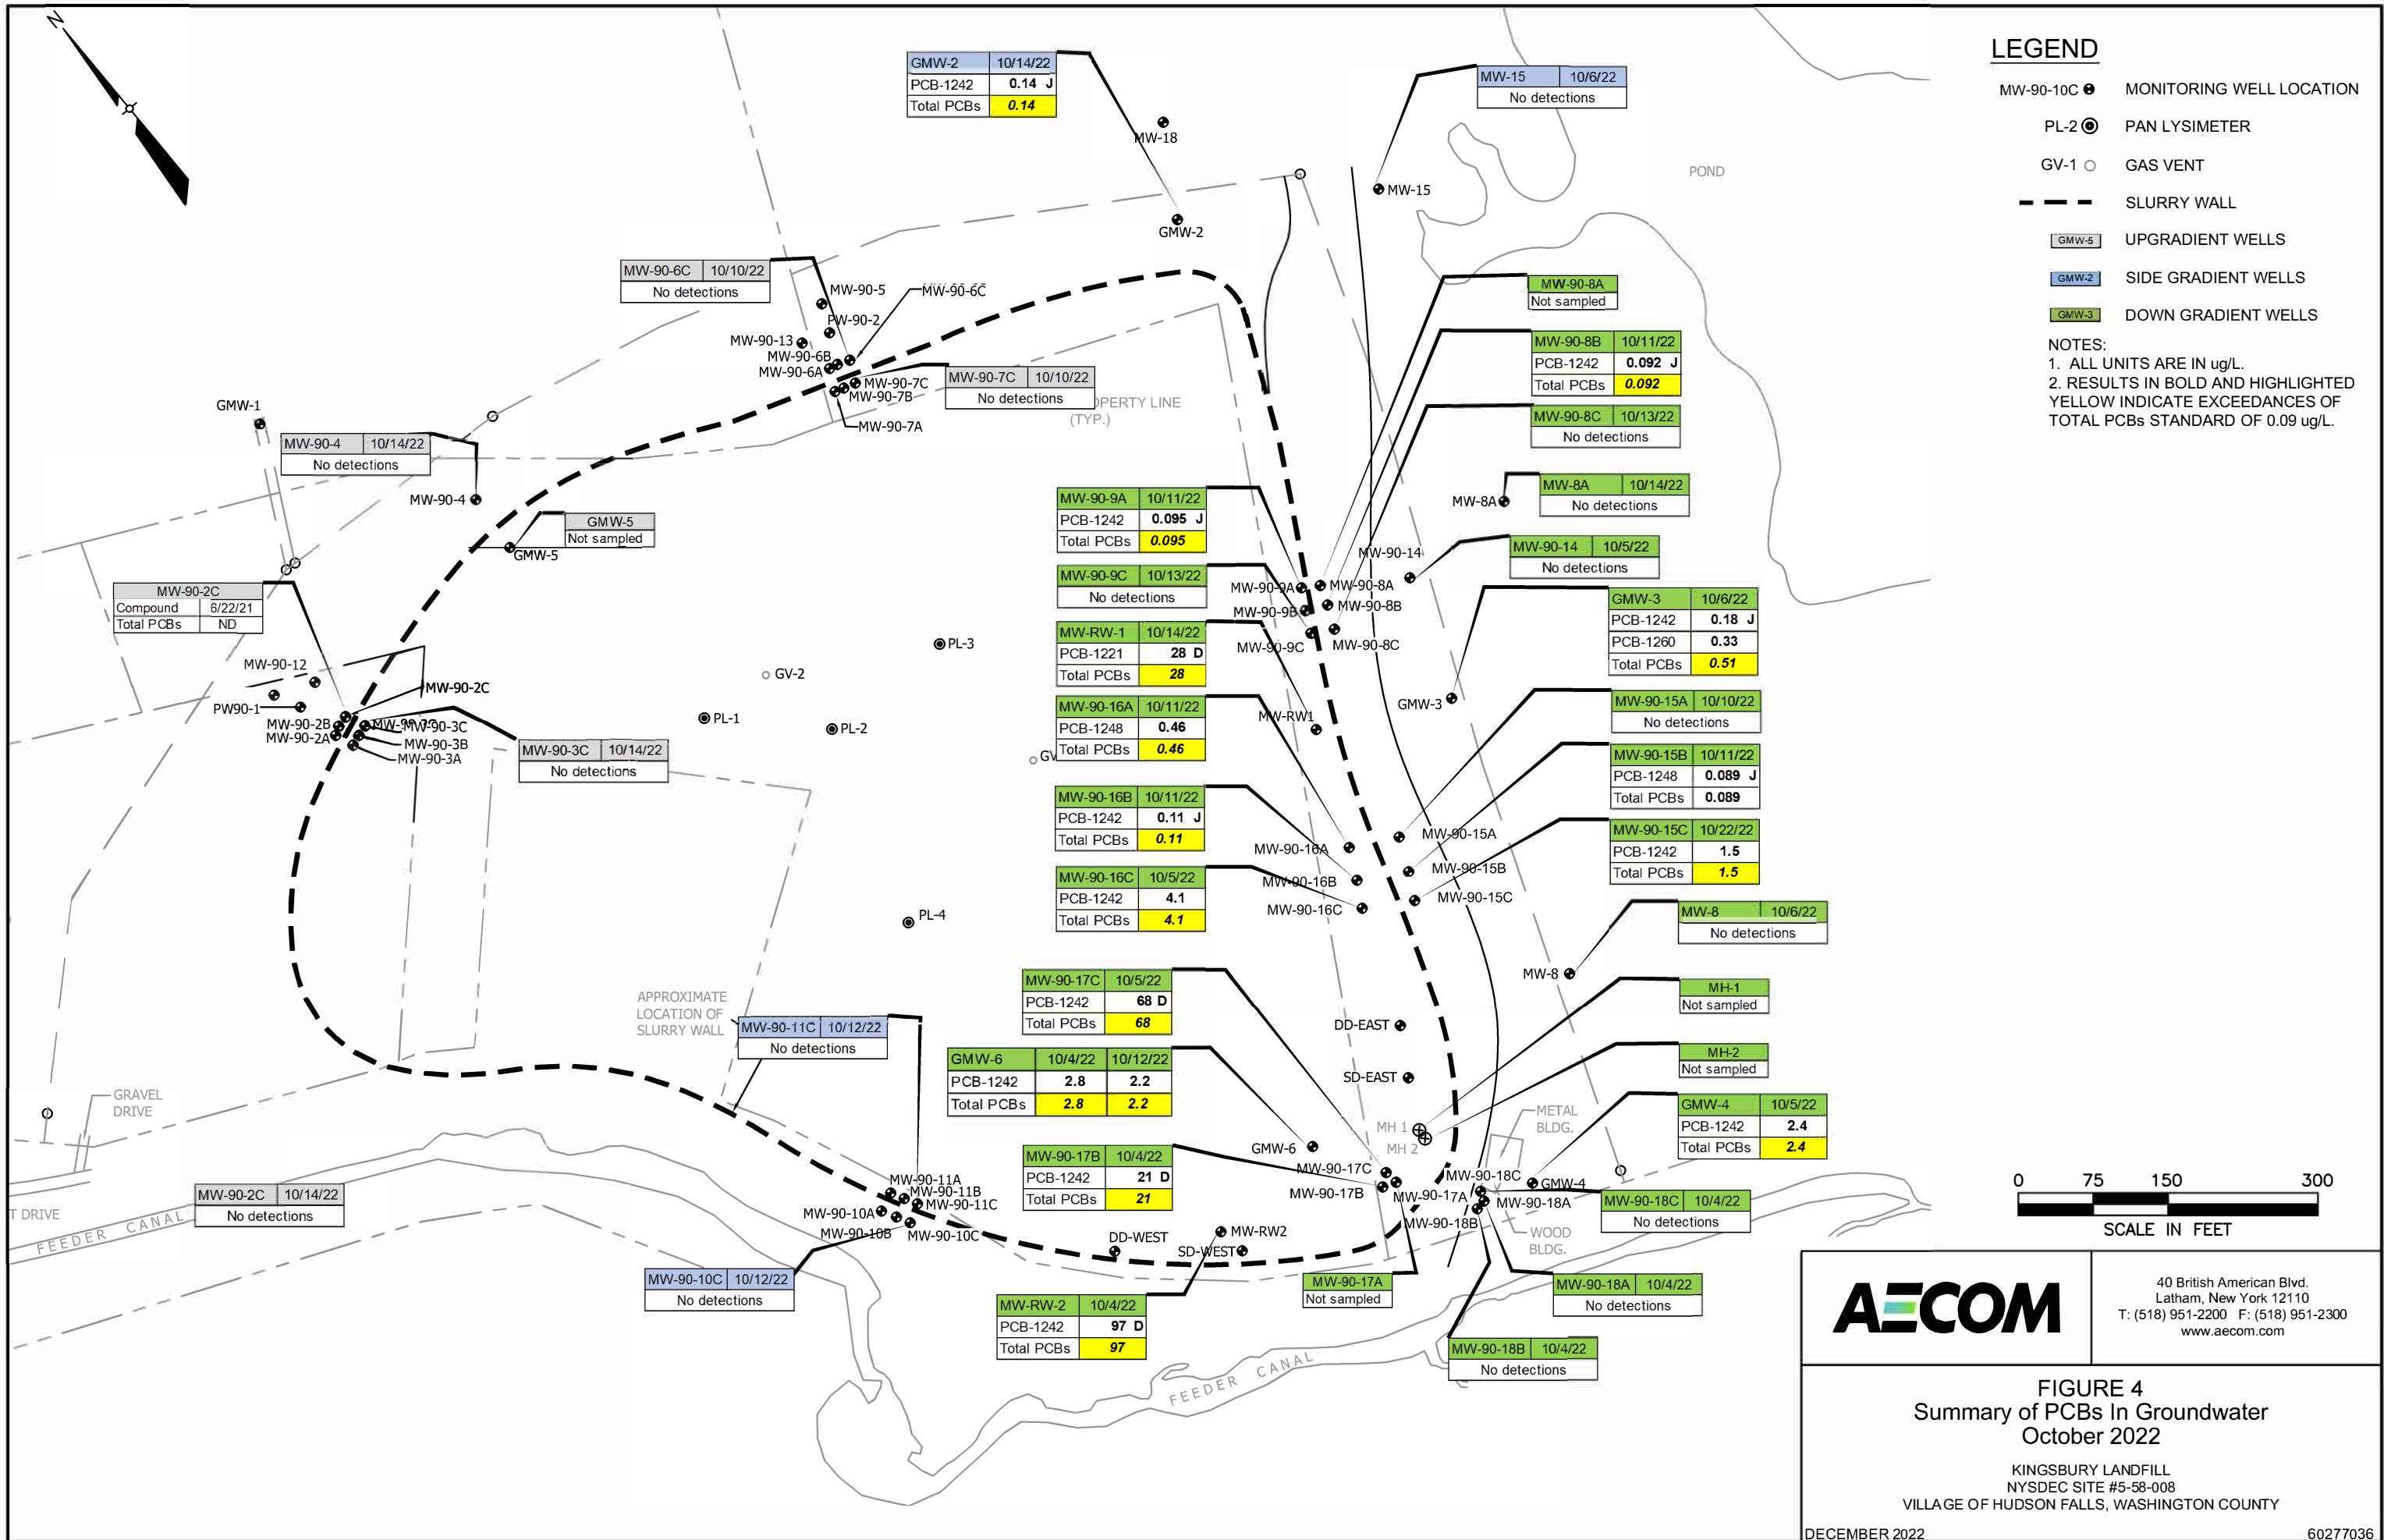 N
GMW-2 10/14/22
PCB-1242 0.14 J
Total PCBs 0.14
MW-18
GMW-2
MW-15 10/6/22
No detections
MW-15
POND
LEGEND
MW-90-10C MONITORING WELL LOCATION
PL-2 PAN LYSIMETER
GV-1 GAS VENT
SLURRY WALL
GMW-5 UPGRADIENT WELLS
GMW-2 SIDE GRADIENT WELLS
GMW-3 DOWN GRADIENT WELLS
NOTES:
1. ALL UNITS ARE IN ug/L.
2. RESULTS IN BOLD AND HIGHLIGHTED
YELLOW INDICATE EXCEEDANCES OF
TOTAL PCBs STANDARD OF 0.09 ug/L.
MW-90-6C 10/10/22
No detections
MW-90-5
MW-90-6C
PW-90-2
MW-90-13
MW-90-6B
MW-90-6A
MW-90-7C
MW-90-7B
MW-90-7A
MW-90-7C 10/10/22
No detections
OPERTY LINE
(TYP.)
GMW-1
MW-90-4 10/14/22
No detections
MW-90-4
GMW-5
Not sampled
GMW-5
MW-90-2C
Compound 6/22/21
Total PCBs ND
MW-90-12
PW90-1
MW-90-2C
MW-90-2B
MW-90-2A
MW-90-3C
MW-90-3B
MW-90-3A
MW-90-3C 10/14/22
No detections
GV-2
PL-3
PL-1
PL-2
GV
PL-4
MW-90-8A
Not sampled
MW-90-8B 10/11/22
PCB-1242 0.092 J
Total PCBs 0.092
MW-90-8C 10/13/22
No detections
MW-8A 10/14/22
No detections
MW-8A
MW-90-14 10/5/22
No detections
MW-90-14
MW-90-9A 10/11/22
PCB-1242 0.095 J
Total PCBs 0.095
MW-90-9C 10/13/22
No detections
MW-90-9A
MW-90-8A
MW-90-9B
MW-90-8B
MW-90-9C
MW-90-8C
MW-RW-1 10/14/22
PCB-1221 28 D
Total PCBs 28
GMW-3 10/6/22
PCB-1242 0.18 J
PCB-1260 0.33
Total PCBs 0.51
GMW-3
MW-RW1
MW-90-16A 10/11/22
PCB-1248 0.46
Total PCBs 0.46
MW-90-15A 10/10/22
No detections
MW-90-15B 10/11/22
PCB-1248 0.089 J
Total PCBs 0.089
MW-90-16B 10/11/22
PCB-1242 0.11 J
Total PCBs 0.11
MW-90-15C 10/22/22
PCB-1242 1.5
Total PCBs 1.5
MW-90-16C 10/5/22
PCB-1242 4.1
Total PCBs 4.1
MW-90-15A
MW-90-16A
MW-90-15B
MW-90-16B
MW-90-15C
MW-90-16C
MW-8 10/6/22
No detections
MW-8
MH-1
Not sampled
MH-2
Not sampled
MW-90-17C 10/5/22
PCB-1242 68 D
Total PCBs 68
DD-EAST
SD-EAST
APPROXIMATE
LOCATION OF
SLURRY WALL
MW-90-11C 10/12/22
No detections
GMW-6 10/4/22 10/12/22
PCB-1242 2.8 2.2
Total PCBs 2.8 2.2
GMW-4 10/5/22
PCB-1242 2.4
Total PCBs 2.4
METAL
BLDG.
MH 1
MH 2
GMW-6
MW-90-17B 10/4/22
PCB-1242 21 D
Total PCBs 21
MW-90-17C
MW-90-17B
MW-90-17A
MW-90-18C
GMW-4
MW-90-18A
MW-90-18B
MW-90-18C 10/4/22
No detections
WOOD
BLDG.
GRAVEL
DRIVE
T DRIVE
FEEDER CANAL
MW-90-2C 10/14/22
No detections
MW-90-11A
MW-90-11B
MW-90-11C
MW-90-10A
MW-90-10B
MW-90-10C
DD-WEST
SD-WEST
MW-RW2
MW-90-10C 10/12/22
No detections
MW-RW-2 10/4/22
PCB-1242 97 D
Total PCBs 97
MW-90-17A
Not sampled
MW-90-18A 10/4/22
No detections
MW-90-18B 10/4/22
No detections
FEEDER CANAL
0 75 150 300
SCALE IN FEET
AECOM
40 British American Blvd.
Latham, New York 12110
T: (518) 951-2200 F: (518) 951-2300
www.aecom.com
FIGURE 4
Summary of PCBs In Groundwater
October 2022
KINGSBURY LANDFILL
NYSDEC SITE #5-58-008
VILLAGE OF HUDSON FALLS, WASHINGTON COUNTY
DECEMBER 2022 60277036